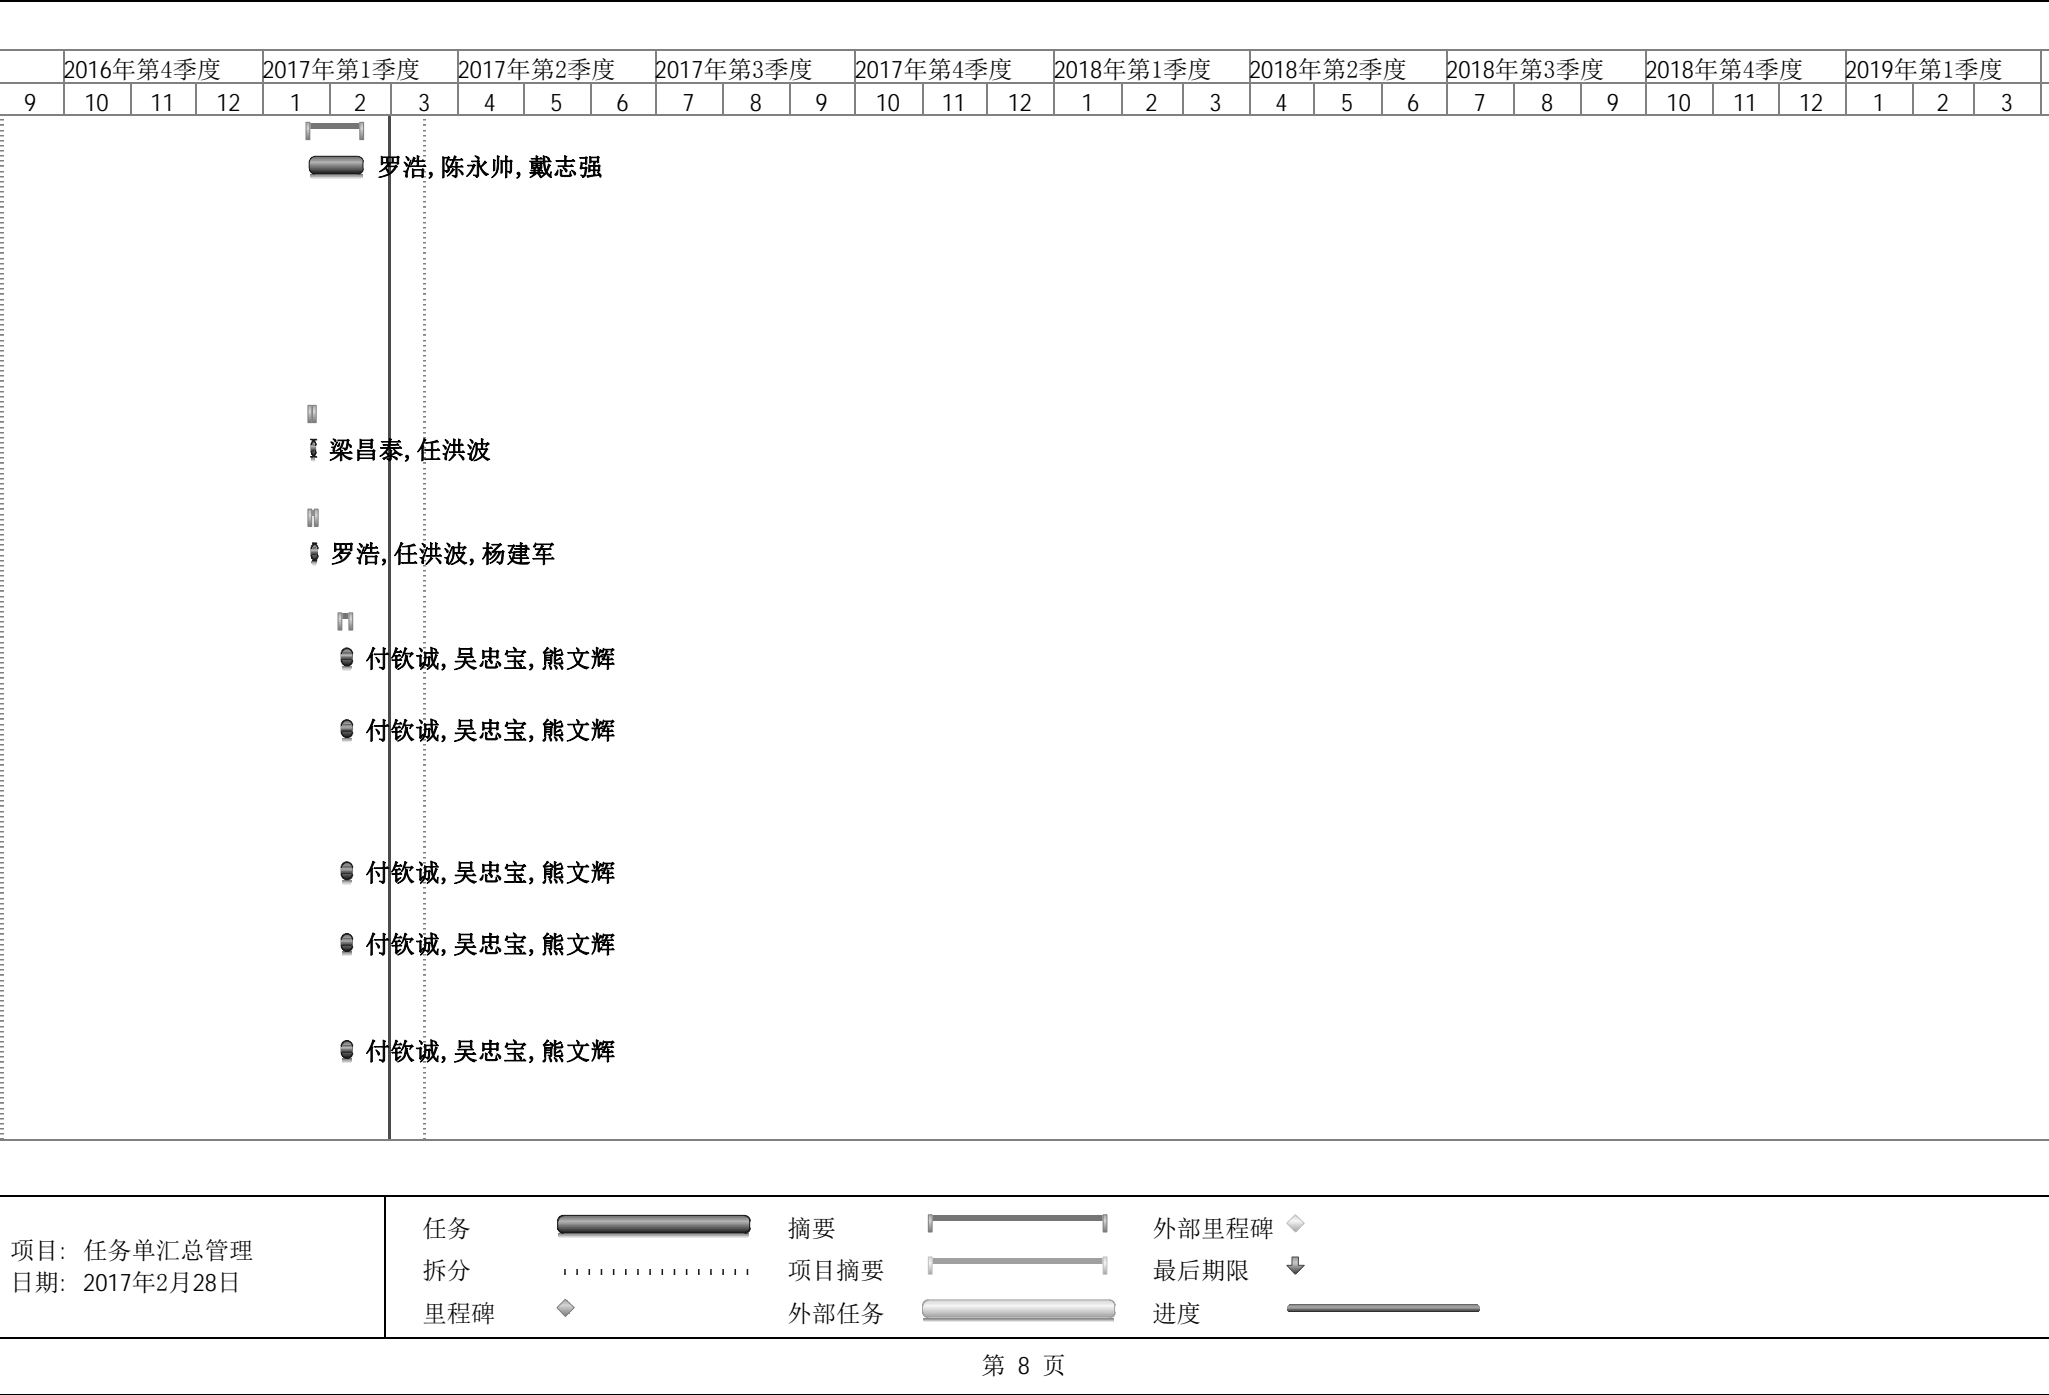 2016年第4季度 2017年第1季度 2017年第2季度 2017年第3季度 2017年第4季度 2018年第1季度 2018年第2季度 2018年第3季度 2018年第4季度 2019年第1季度
9 10 11 12 1 2 3 4 5 6 7 8 9 10 11 12 1 2 3 4 5 6 7 8 9 10 11 12 1 2 3
罗浩,陈永帅,戴志强
梁昌泰,任洪波
罗浩,任洪波,杨建军
付钦诚,吴忠宝,熊文辉
付钦诚,吴忠宝,熊文辉
付钦诚,吴忠宝,熊文辉
付钦诚,吴忠宝,熊文辉
付钦诚,吴忠宝,熊文辉
项目: 任务单汇总管理
日期: 2017年2月28日
任务 摘要 外部里程碑
拆分 项目摘要 最后期限
里程碑 外部任务 进度
第 8 页